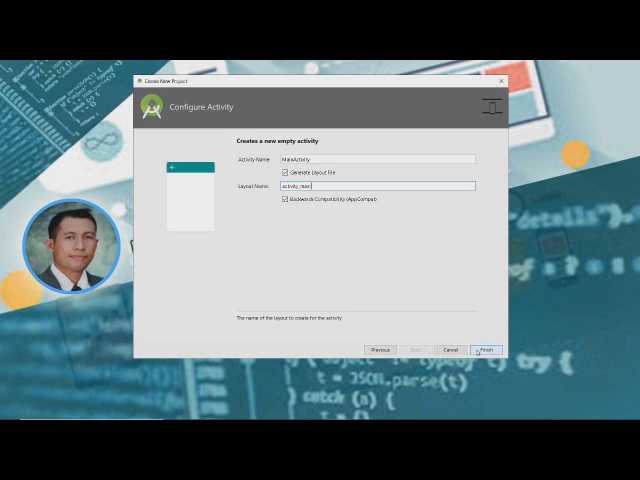 Create New Project
Configure Activity
Creates a new empty activity
Activity Name: MainActivity
Generate Layout File
Layout Name: activity_main
Backwards Compatibility (AppCompat)
The name of the layout to create for the activity
Previous Next Cancel Finish
"details")
try {
t = JSON.parse(t)
catch (n) {
t = {}